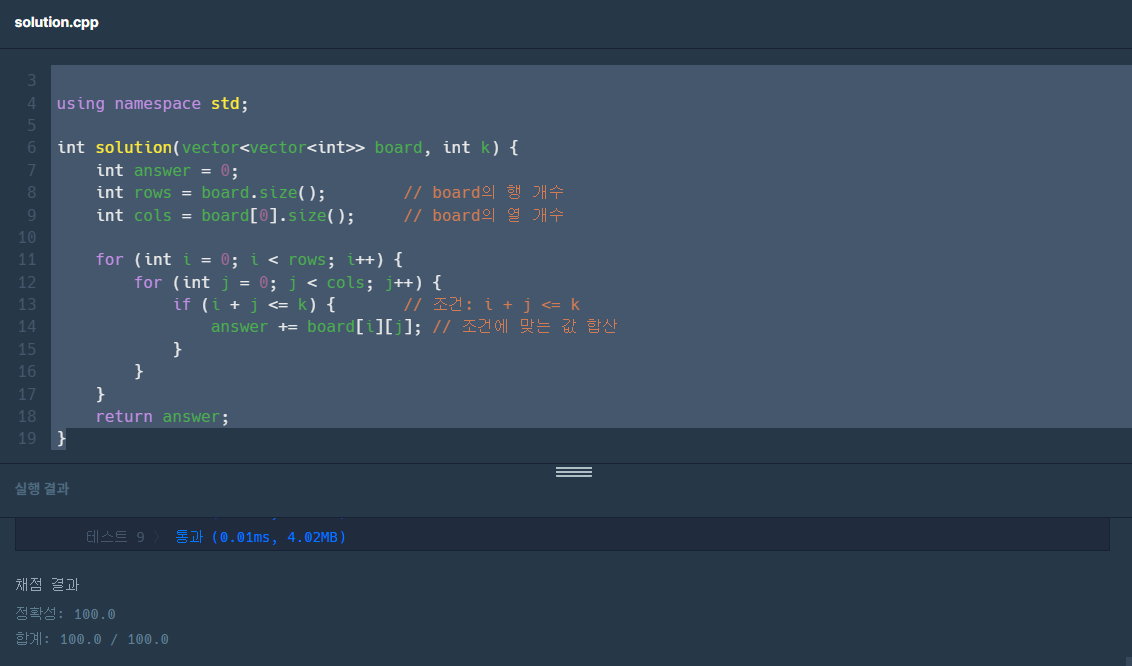 solution.cpp
3
4 using namespace std;
5
6 int solution(vector<vector<int>> board, int k) {
7     int answer = 0;
8     int rows = board.size();        // board의 행 개수
9     int cols = board[0].size();     // board의 열 개수
10
11     for (int i = 0; i < rows; i++) {
12         for (int j = 0; j < cols; j++) {
13             if (i + j <= k) {       // 조건: i + j <= k
14                 answer += board[i][j]; // 조건에 맞는 값 합산
15             }
16         }
17     }
18     return answer;
19 }
실행 결과
테스트 9 〉 통과 (0.01ms, 4.02MB)
채점 결과
정확성: 100.0
합계: 100.0 / 100.0